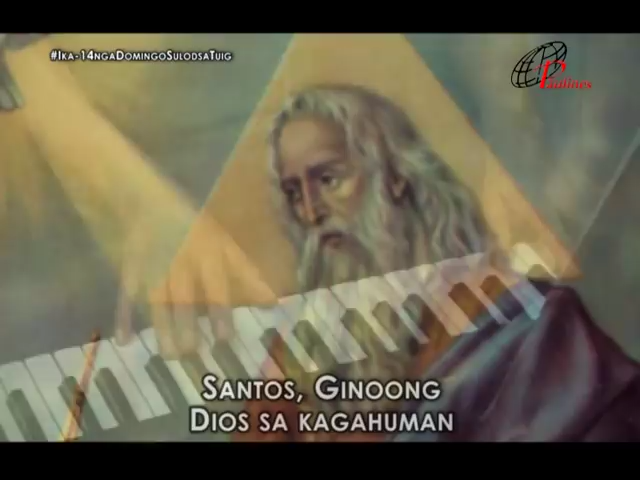 #Ika-14ngaDomingoSulodsaTuig
Paulines
Santos, Ginoong
Dios sa kagahuman